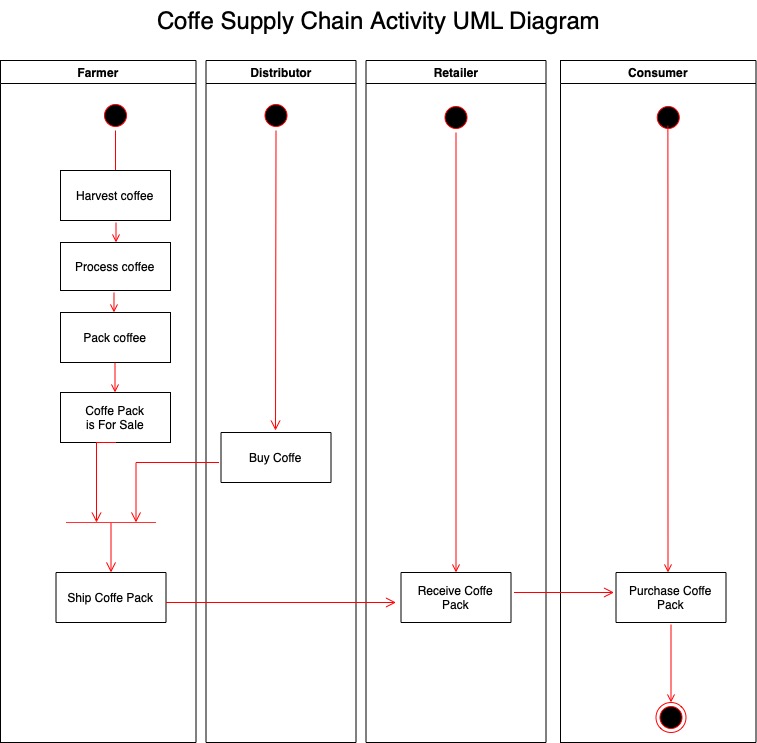 Coffe Supply Chain Activity UML Diagram
Farmer
Distributor
Retailer
Consumer
Harvest coffee
Process coffee
Pack coffee
Coffe Pack
is For Sale
Buy Coffe
Ship Coffe Pack
Receive Coffe
Pack
Purchase Coffe
Pack